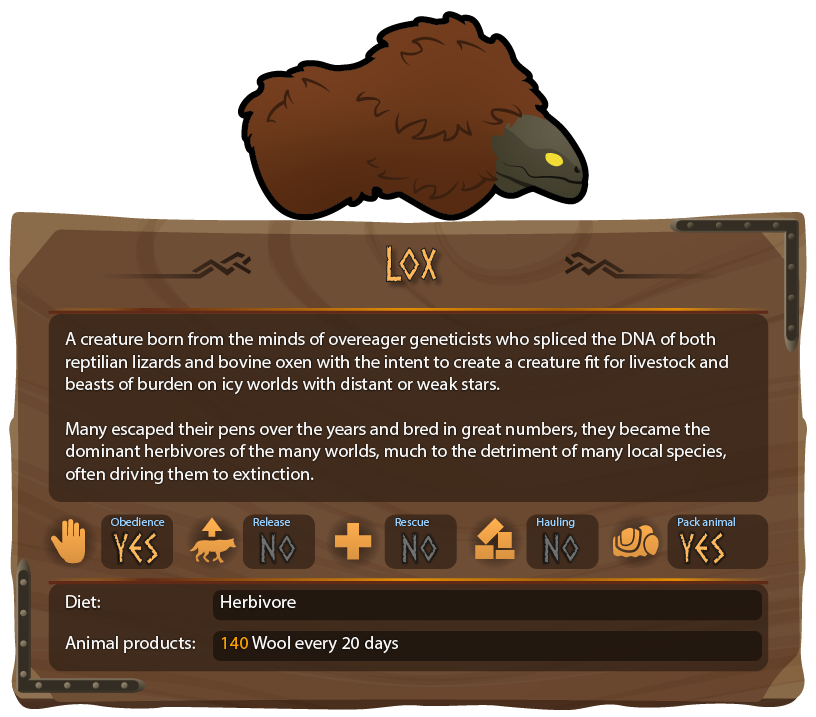 LOX
A creature born from the minds of overeager geneticists who spliced the DNA of both
reptilian lizards and bovine oxen with the intent to create a creature fit for livestock and
beasts of burden on icy worlds with distant or weak stars.
Many escaped their pens over the years and bred in great numbers, they became the
dominant herbivores of the many worlds, much to the detriment of many local species,
often driving them to extinction.
Obedience Release Rescue Hauling Pack animal
YES NO NO NO YES
Diet: Herbivore
Animal products: 140 Wool every 20 days